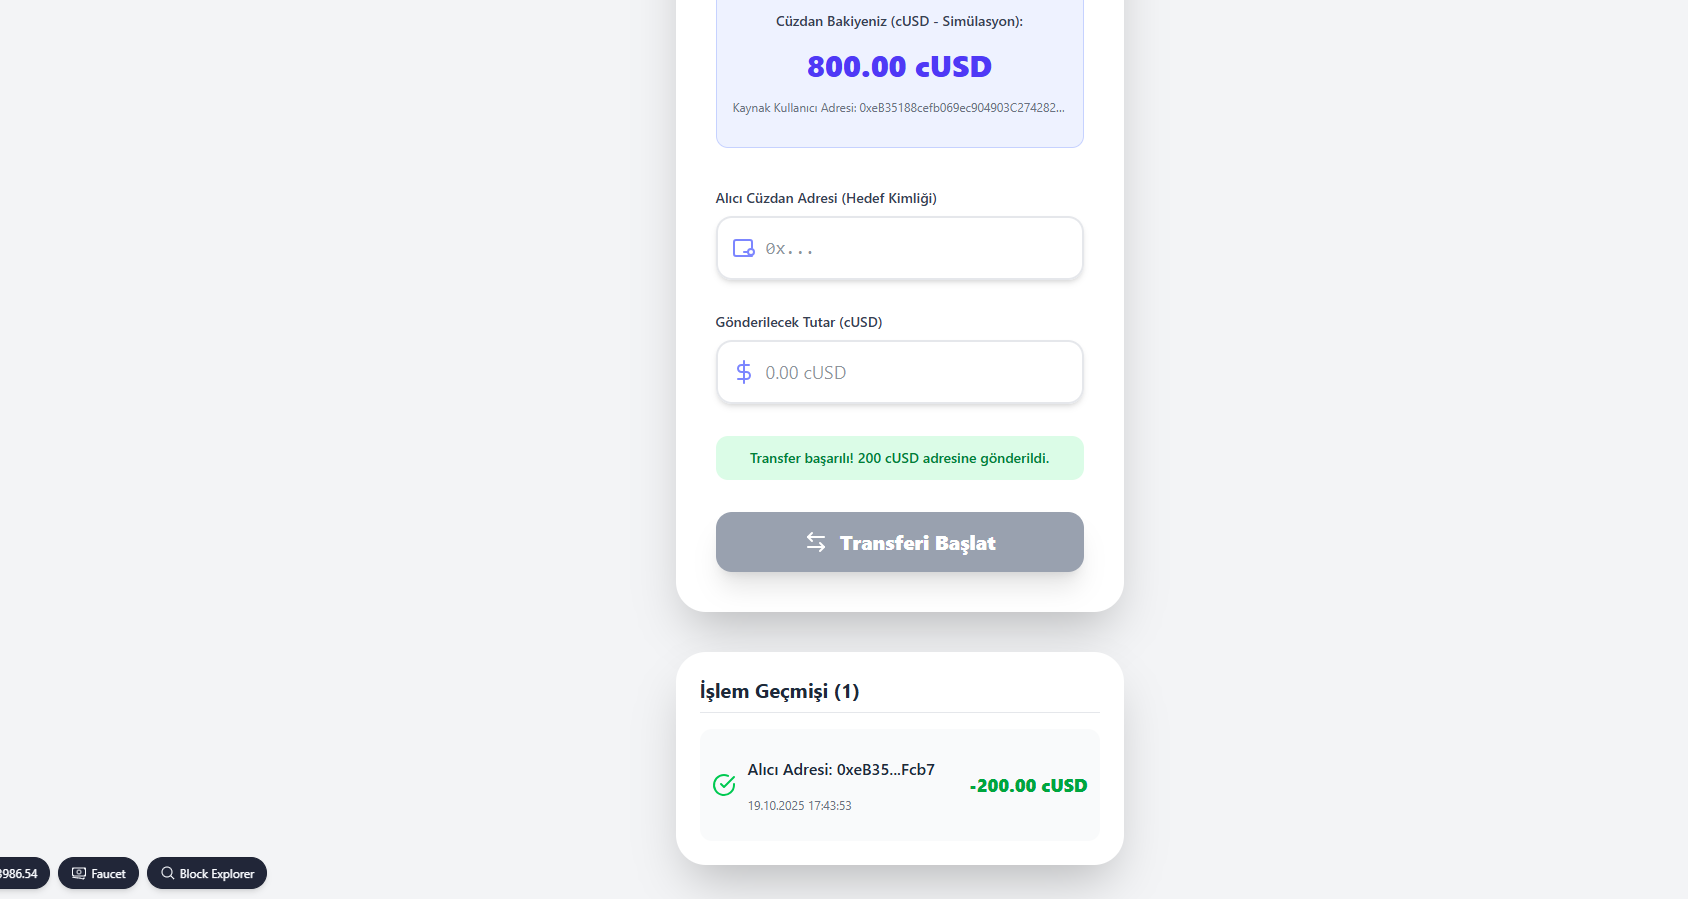 Cüzdan Bakiyeniz (cUSD - Simülasyon):
800.00 cUSD
Kaynak Kullanıcı Adresi: 0xeB35188cefb069ec904903C274282...
Alıcı Cüzdan Adresi (Hedef Kimliği)
0x...
Gönderilecek Tutar (cUSD)
0.00 cUSD
Transfer başarılı! 200 cUSD adresine gönderildi.
Transferi Başlat
İşlem Geçmişi (1)
Alıcı Adresi: 0xeB35...Fcb7
-200.00 cUSD
19.10.2025 17:43:53
986.54
Faucet
Block Explorer